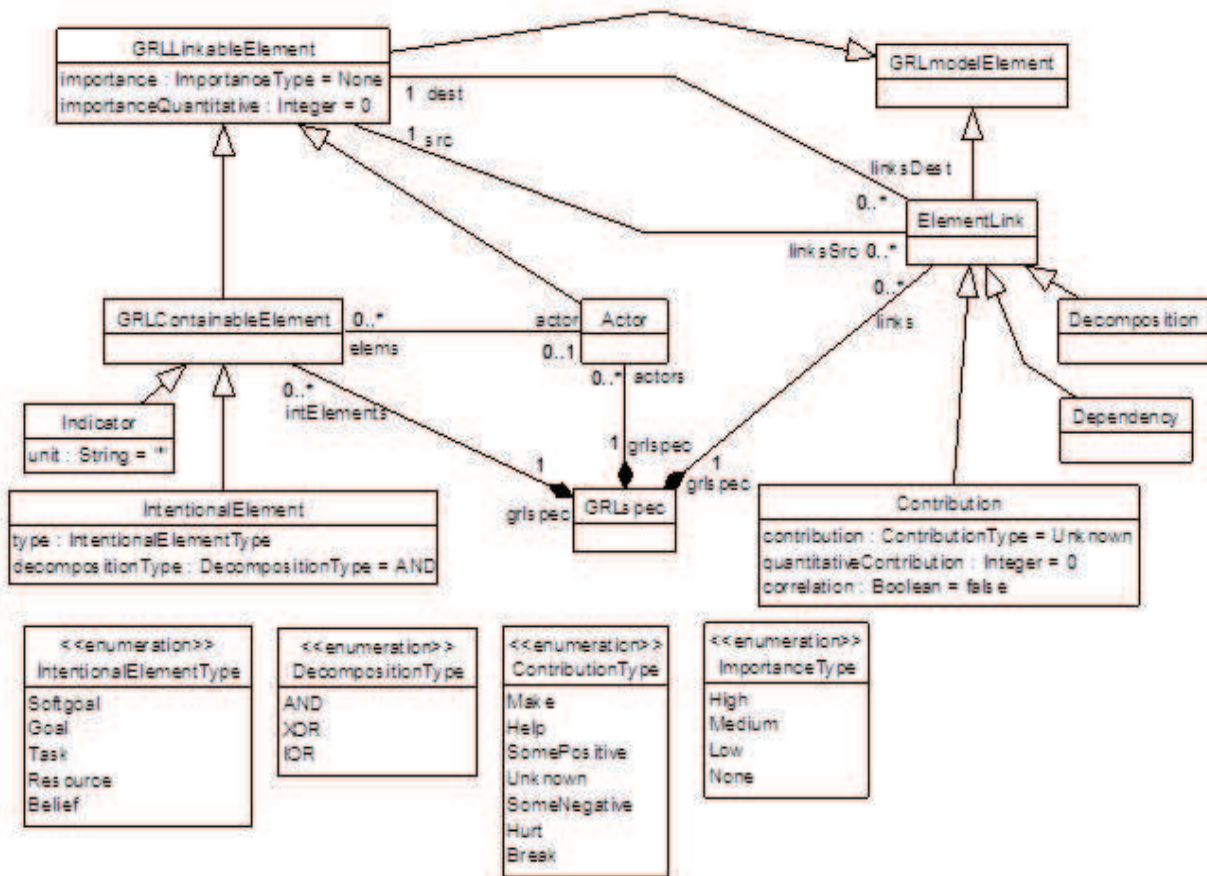 GRLLinkableElement
importance : ImportanceType = None
importanceQuantitative : Integer = 0
GRLmodelElement
1 dest
1 src
linksDest
0..*
ElementLink
linksSrc 0..*
0..*
links
GRLContainableElement
0..*
elems
actor
0..1
Actor
Decomposition
0..* actors
0..*
intElements
Indicator
unit : String = ""
Dependency
1 grlspec
1
grlspec
1
grlspec
GRLspec
IntentionalElement
type : IntentionalElementType
decompositionType : DecompositionType = AND
Contribution
contribution : ContributionType = Unknown
quantitativeContribution : Integer = 0
correlation : Boolean = false
<<enumeration>>
IntentionalElementType
Softgoal
Goal
Task
Resource
Belief
<<enumeration>>
DecompositionType
AND
XOR
IOR
<<enumeration>>
ContributionType
Make
Help
SomePositive
Unknown
SomeNegative
Hurt
Break
<<enumeration>>
ImportanceType
High
Medium
Low
None